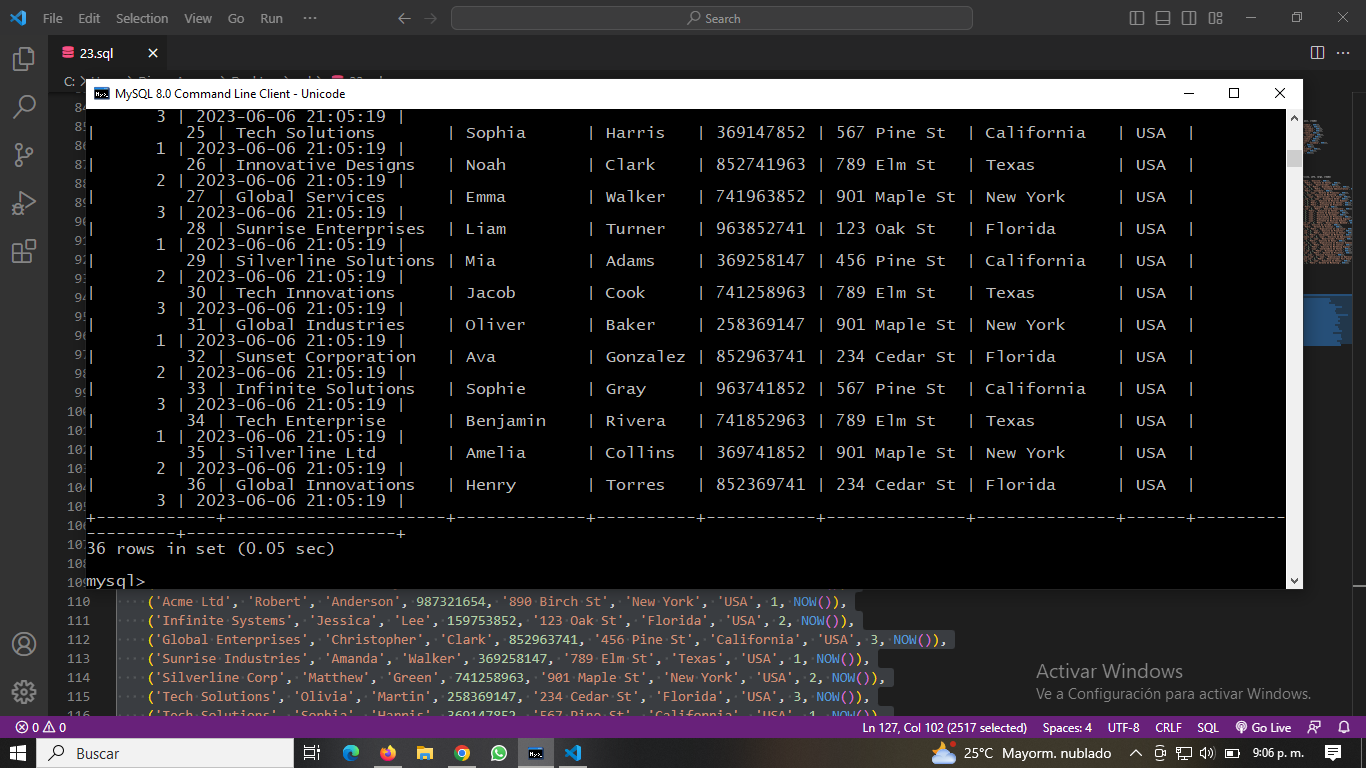 File Edit Selection View Go Run ··· Search
23.sql
MySQL 8.0 Command Line Client - Unicode
3 | 2023-06-06 21:05:19 |
| 25 | Tech Solutions | Sophia | Harris | 369147852 | 567 Pine St | California | USA |
1 | 2023-06-06 21:05:19 |
| 26 | Innovative Designs | Noah | Clark | 852741963 | 789 Elm St | Texas | USA |
2 | 2023-06-06 21:05:19 |
| 27 | Global Services | Emma | Walker | 741963852 | 901 Maple St | New York | USA |
3 | 2023-06-06 21:05:19 |
| 28 | Sunrise Enterprises | Liam | Turner | 963852741 | 123 Oak St | Florida | USA |
1 | 2023-06-06 21:05:19 |
| 29 | Silverline Solutions | Mia | Adams | 369258147 | 456 Pine St | California | USA |
2 | 2023-06-06 21:05:19 |
| 30 | Tech Innovations | Jacob | Cook | 741258963 | 789 Elm St | Texas | USA |
3 | 2023-06-06 21:05:19 |
| 31 | Global Industries | Oliver | Baker | 258369147 | 901 Maple St | New York | USA |
1 | 2023-06-06 21:05:19 |
| 32 | Sunset Corporation | Ava | Gonzalez | 852963741 | 234 Cedar St | Florida | USA |
2 | 2023-06-06 21:05:19 |
| 33 | Infinite Solutions | Sophie | Gray | 963741852 | 567 Pine St | California | USA |
3 | 2023-06-06 21:05:19 |
| 34 | Tech Enterprise | Benjamin | Rivera | 741852963 | 789 Elm St | Texas | USA |
1 | 2023-06-06 21:05:19 |
| 35 | Silverline Ltd | Amelia | Collins | 369741852 | 901 Maple St | New York | USA |
2 | 2023-06-06 21:05:19 |
| 36 | Global Innovations | Henry | Torres | 852369741 | 234 Cedar St | Florida | USA |
3 | 2023-06-06 21:05:19 |
+------------+----------------------+-------------+----------+-----------+--------------+--------------+------+---------
---------+---------------------+
36 rows in set (0.05 sec)
mysql>
110 ('Acme Ltd', 'Robert', 'Anderson', 987321654, '890 Birch St', 'New York', 'USA', 1, NOW()),
111 ('Infinite Systems', 'Jessica', 'Lee', 159753852, '123 Oak St', 'Florida', 'USA', 2, NOW()),
112 ('Global Enterprises', 'Christopher', 'Clark', 852963741, '456 Pine St', 'California', 'USA', 3, NOW()),
113 ('Sunrise Industries', 'Amanda', 'Walker', 369258147, '789 Elm St', 'Texas', 'USA', 1, NOW()),
114 ('Silverline Corp', 'Matthew', 'Green', 741258963, '901 Maple St', 'New York', 'USA', 2, NOW()),
115 ('Tech Solutions', 'Olivia', 'Martin', 258369147, '234 Cedar St', 'Florida', 'USA', 3, NOW()),
116 ('Tech Solutions', 'Sophia', 'Harris', 369147852, '567 Pine St', 'California', 'USA', 1, NOW()),
Activar Windows
Ve a Configuración para activar Windows.
0 0 Ln 127, Col 102 (2517 selected) Spaces: 4 UTF-8 CRLF SQL Go Live
Buscar 25°C Mayorm. nublado 9:06 p. m.